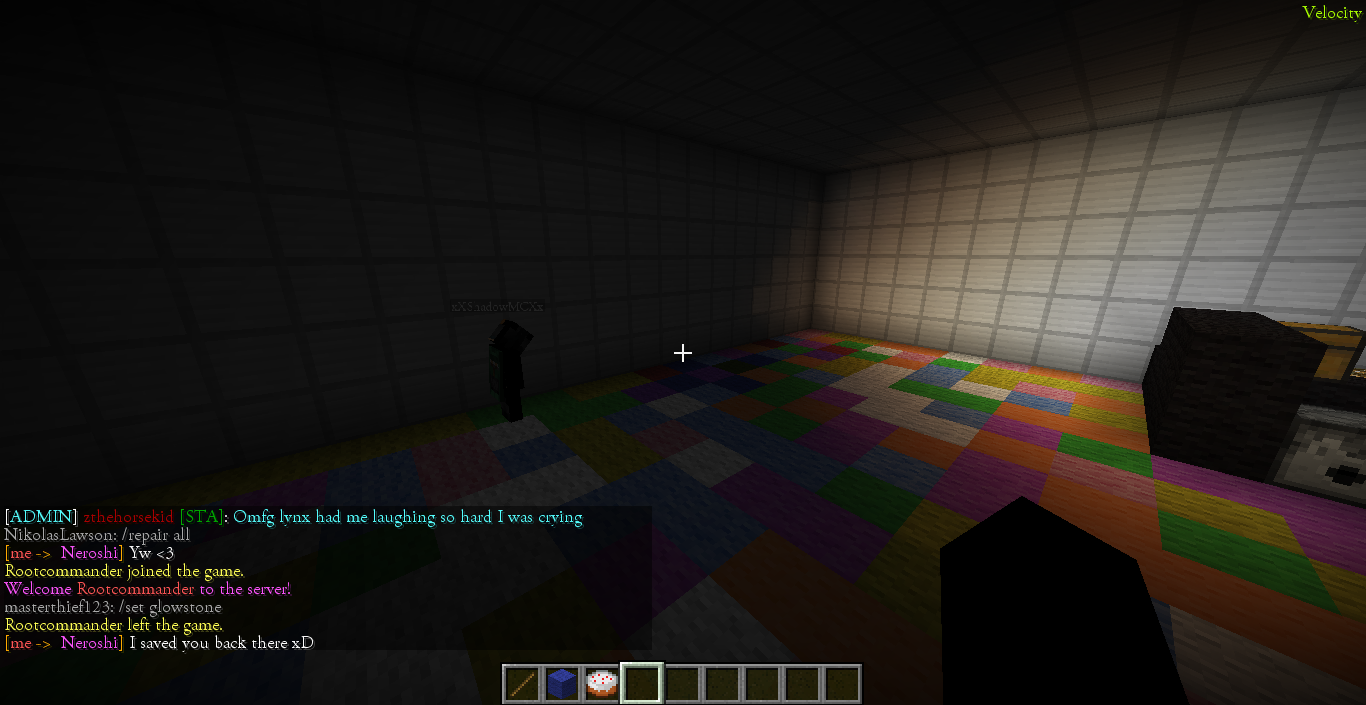 Velocity
[ADMIN] zthehorsekid [STA]: Omfg lynx had me laughing so hard I was crying
NikolasLawson: /repair all
[me -> Neroshi] Yw <3
Rootcommander joined the game.
Welcome Rootcommander to the server!
masterthief123: /set glowstone
Rootcommander left the game.
[me -> Neroshi] I saved you back there xD